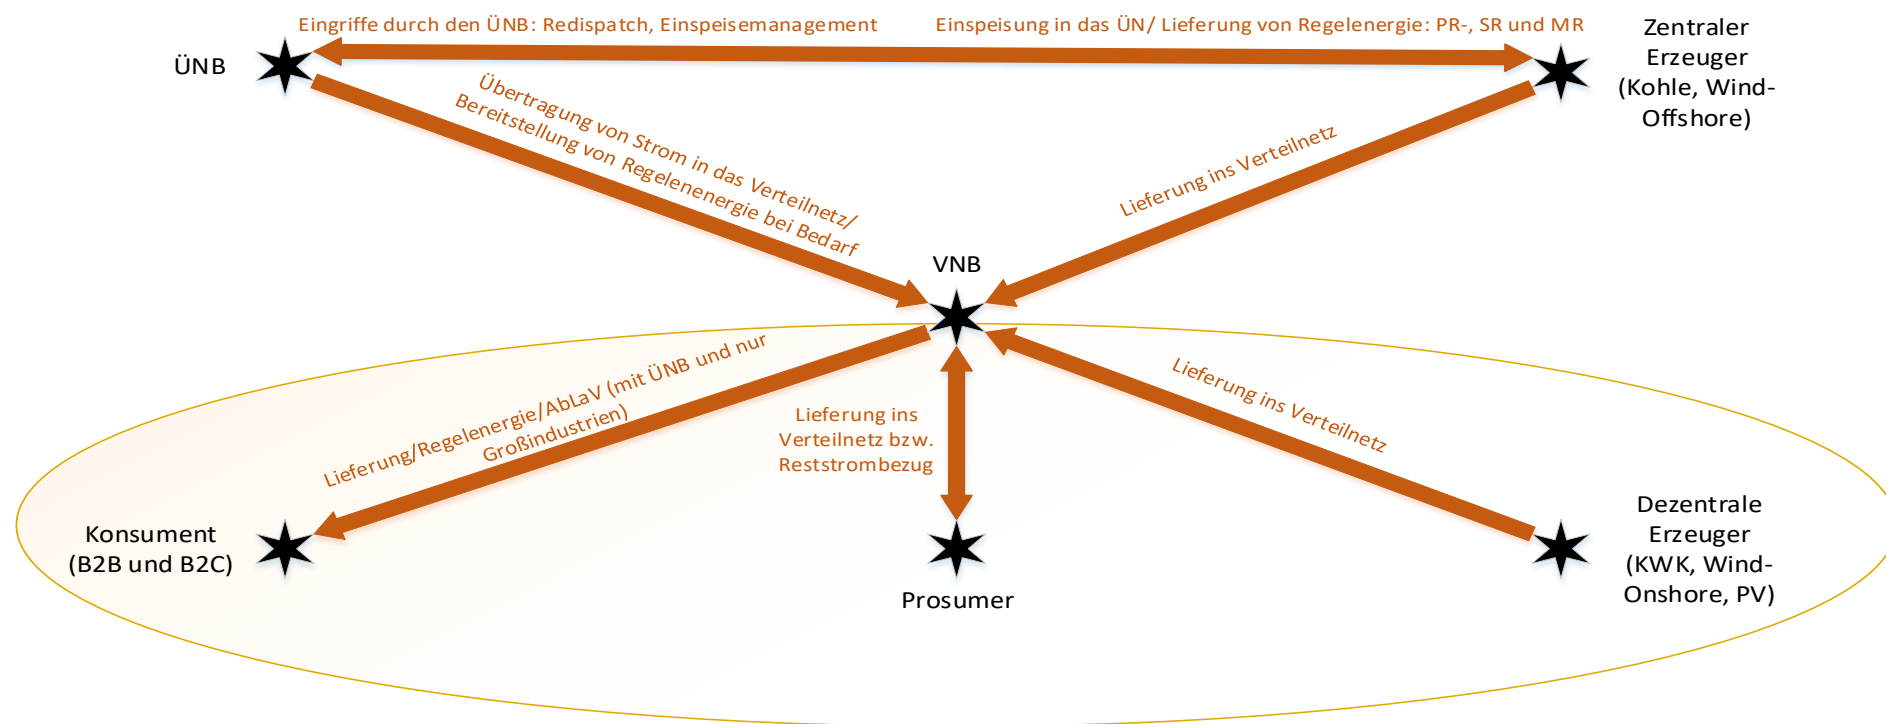 Eingriffe durch den ÜNB: Redispatch, Einspeisemanagement
Einspeisung in das ÜN/ Lieferung von Regelenergie: PR-, SR und MR
ÜNB
Zentraler
Erzeuger
(Kohle, Wind-
Offshore)
Übertragung von Strom in das Verteilnetz/
Bereitstellung von Regelenenergie bei Bedarf
Lieferung ins Verteilnetz
VNB
Lieferung/Regelenergie/AbLaV (mit ÜNB und nur
Großindustrien)
Lieferung ins
Verteilnetz bzw.
Reststrombezug
Lieferung ins Verteilnetz
Konsument
(B2B und B2C)
Prosumer
Dezentrale
Erzeuger
(KWK, Wind-
Onshore, PV)